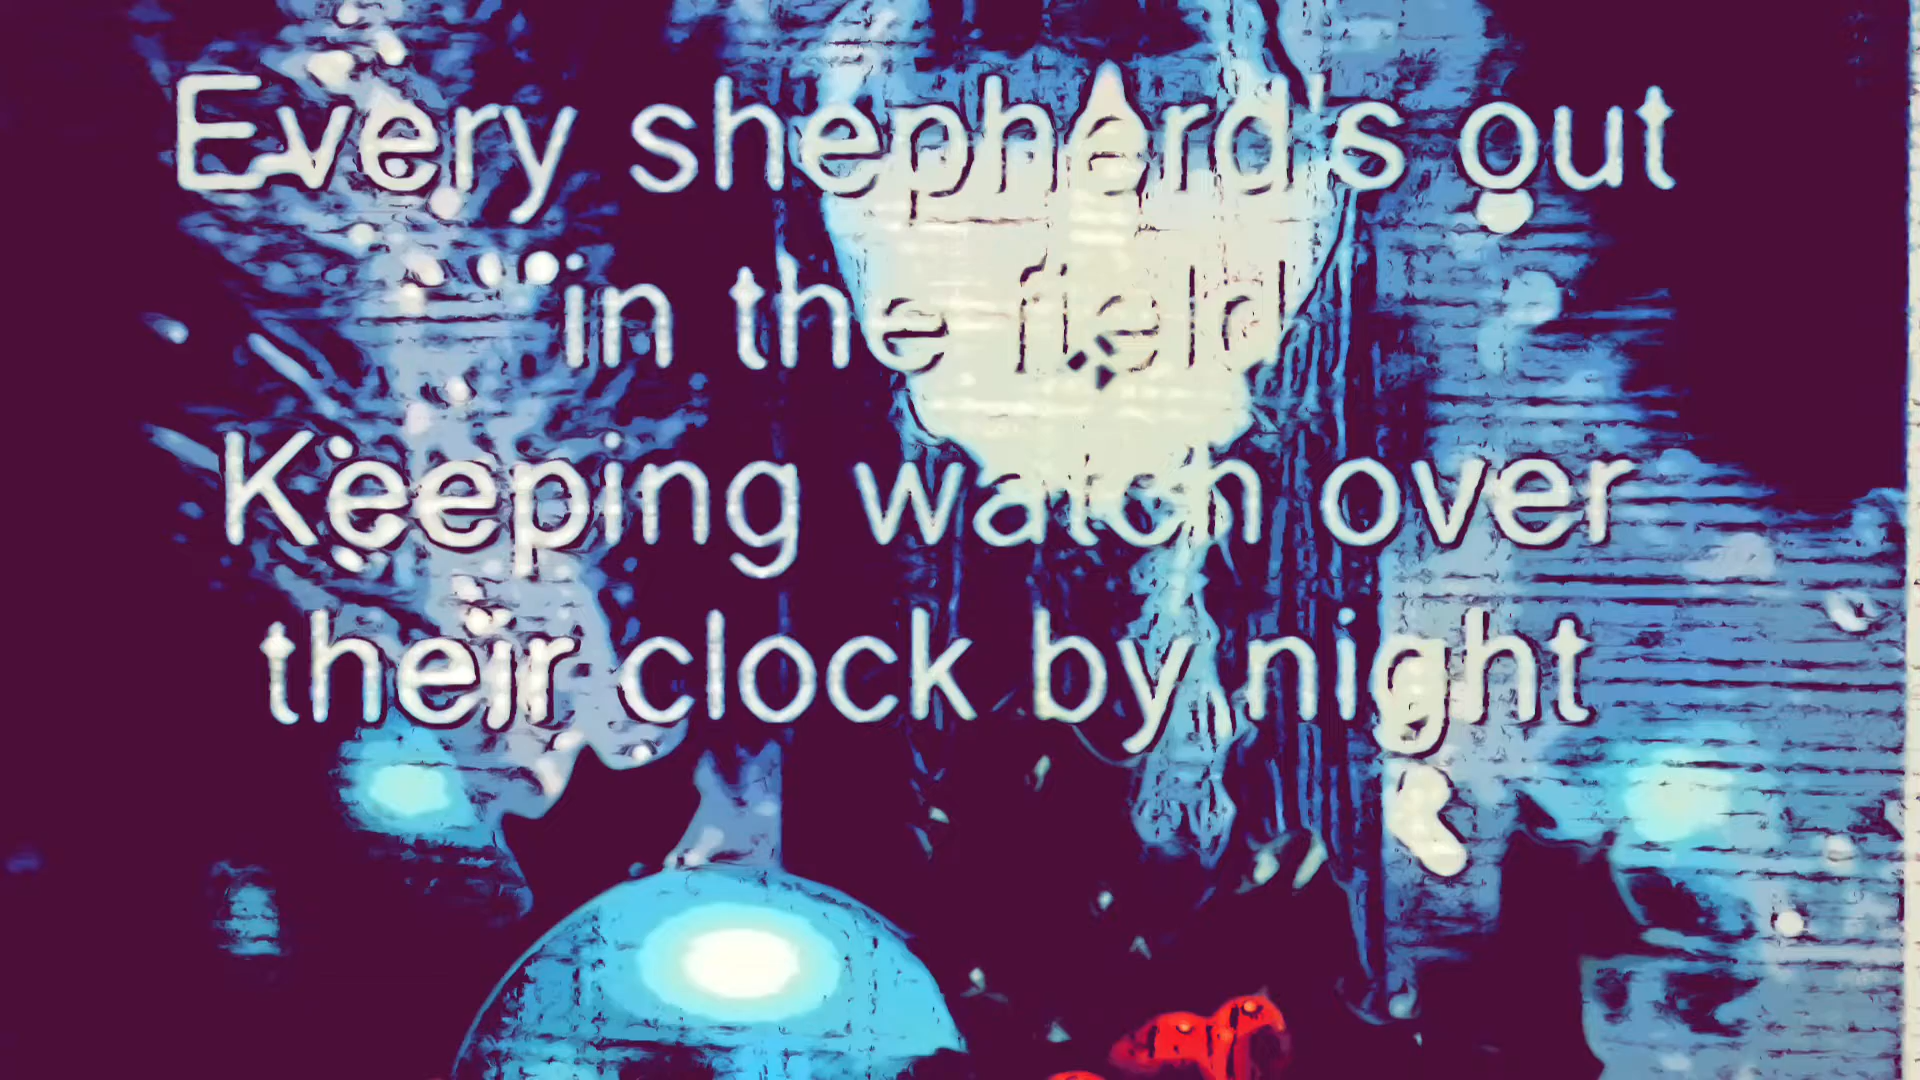 Every shepherd's out
in the field
Keeping watch over
their clock by night